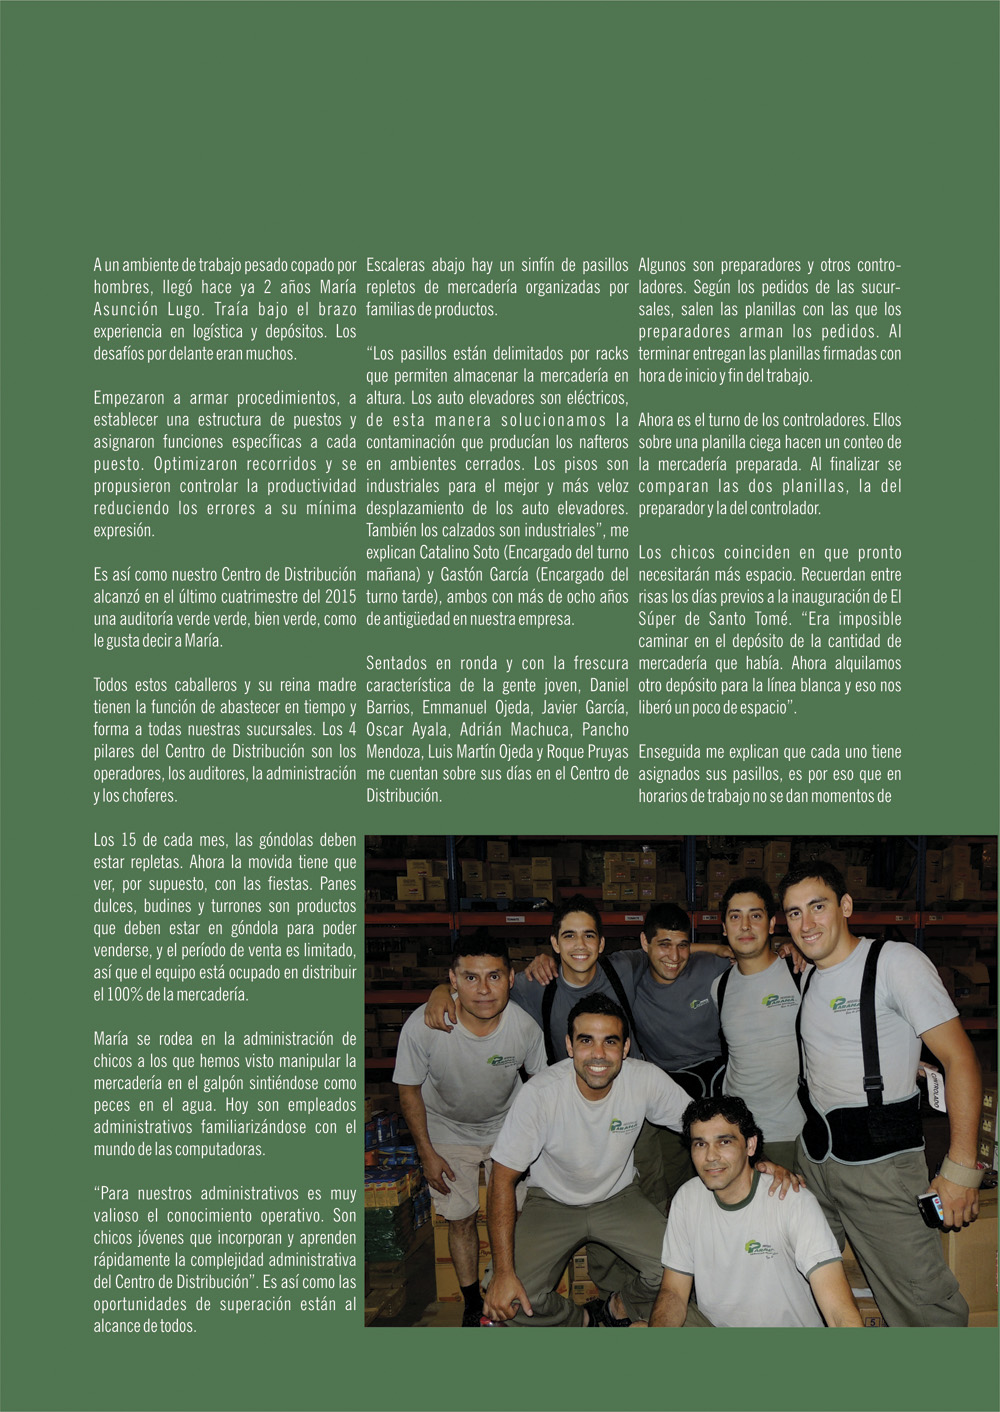 A un ambiente de trabajo pesado copado por
hombres, llegó hace ya 2 años María
Asunción Lugo. Traía bajo el brazo
experiencia en logística y depósitos. Los
desafíos por delante eran muchos.
Empezaron a armar procedimientos, a
establecer una estructura de puestos y
asignaron funciones específicas a cada
puesto. Optimizaron recorridos y se
propusieron controlar la productividad
reduciendo los errores a su mínima
expresión.
Es así como nuestro Centro de Distribución
alcanzó en el último cuatrimestre del 2015
una auditoría verde verde, bien verde, como
le gusta decir a María.
Todos estos caballeros y su reina madre
tienen la función de abastecer en tiempo y
forma a todas nuestras sucursales. Los 4
pilares del Centro de Distribución son los
operadores, los auditores, la administración
y los choferes.
Los 15 de cada mes, las góndolas deben
estar repletas. Ahora la movida tiene que
ver, por supuesto, con las fiestas. Panes
dulces, budines y turrones son productos
que deben estar en góndola para poder
venderse, y el período de venta es limitado,
así que el equipo está ocupado en distribuir
el 100% de la mercadería.
María se rodea en la administración de
chicos a los que hemos visto manipular la
mercadería en el galpón sintiéndose como
peces en el agua. Hoy son empleados
administrativos familiarizándose con el
mundo de las computadoras.
“Para nuestros administrativos es muy
valioso el conocimiento operativo. Son
chicos jóvenes que incorporan y aprenden
rápidamente la complejidad administrativa
del Centro de Distribución”. Es así como las
oportunidades de superación están al
alcance de todos.
Escaleras abajo hay un sinfín de pasillos
repletos de mercadería organizadas por
familias de productos.
“Los pasillos están delimitados por racks
que permiten almacenar la mercadería en
altura. Los auto elevadores son eléctricos,
de esta manera solucionamos la
contaminación que producían los nafteros
en ambientes cerrados. Los pisos son
industriales para el mejor y más veloz
desplazamiento de los auto elevadores.
También los calzados son industriales”, me
explican Catalino Soto (Encargado del turno
mañana) y Gastón García (Encargado del
turno tarde), ambos con más de ocho años
de antigüedad en nuestra empresa.
Sentados en ronda y con la frescura
característica de la gente joven, Daniel
Barrios, Emmanuel Ojeda, Javier García,
Oscar Ayala, Adrián Machuca, Pancho
Mendoza, Luis Martín Ojeda y Roque Pruyas
me cuentan sobre sus días en el Centro de
Distribución.
Algunos son preparadores y otros contro-
ladores. Según los pedidos de las sucur-
sales, salen las planillas con las que los
preparadores arman los pedidos. Al
terminar entregan las planillas firmadas con
hora de inicio y fin del trabajo.
Ahora es el turno de los controladores. Ellos
sobre una planilla ciega hacen un conteo de
la mercadería preparada. Al finalizar se
comparan las dos planillas, la del
preparador y la del controlador.
Los chicos coinciden en que pronto
necesitarán más espacio. Recuerdan entre
risas los días previos a la inauguración de El
Súper de Santo Tomé. “Era imposible
caminar en el depósito de la cantidad de
mercadería que había. Ahora alquilamos
otro depósito para la línea blanca y eso nos
liberó un poco de espacio”.
Enseguida me explican que cada uno tiene
asignados sus pasillos, es por eso que en
horarios de trabajo no se dan momentos de
PARANA
PARANA
PARANA
PARANA
CONTROLADO
5